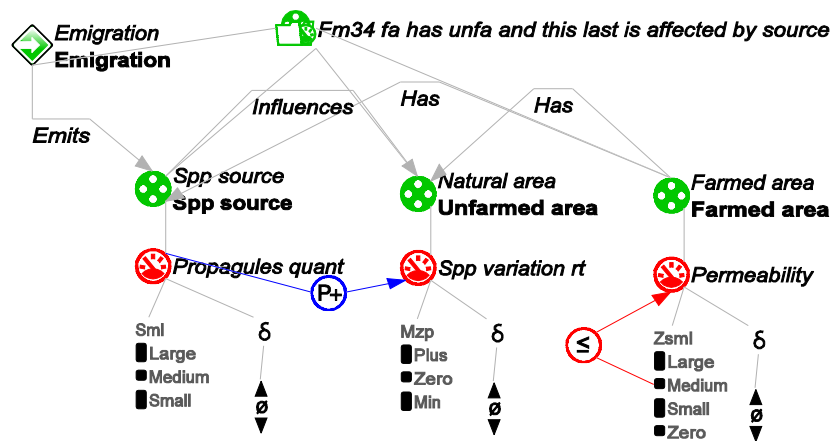 Emigration
Emigration
Fm34 fa has unfa and this last is affected by source
Emits
Influences
Has
Has
Spp source
Spp source
Natural area
Unfarmed area
Farmed area
Farmed area
Propagules quant
P+
Spp variation rt
Permeability
Sml
Large
Medium
Small
δ
ø
Mzp
Plus
Zero
Min
δ
ø
≤
Zsml
Large
Medium
Small
Zero
δ
ø